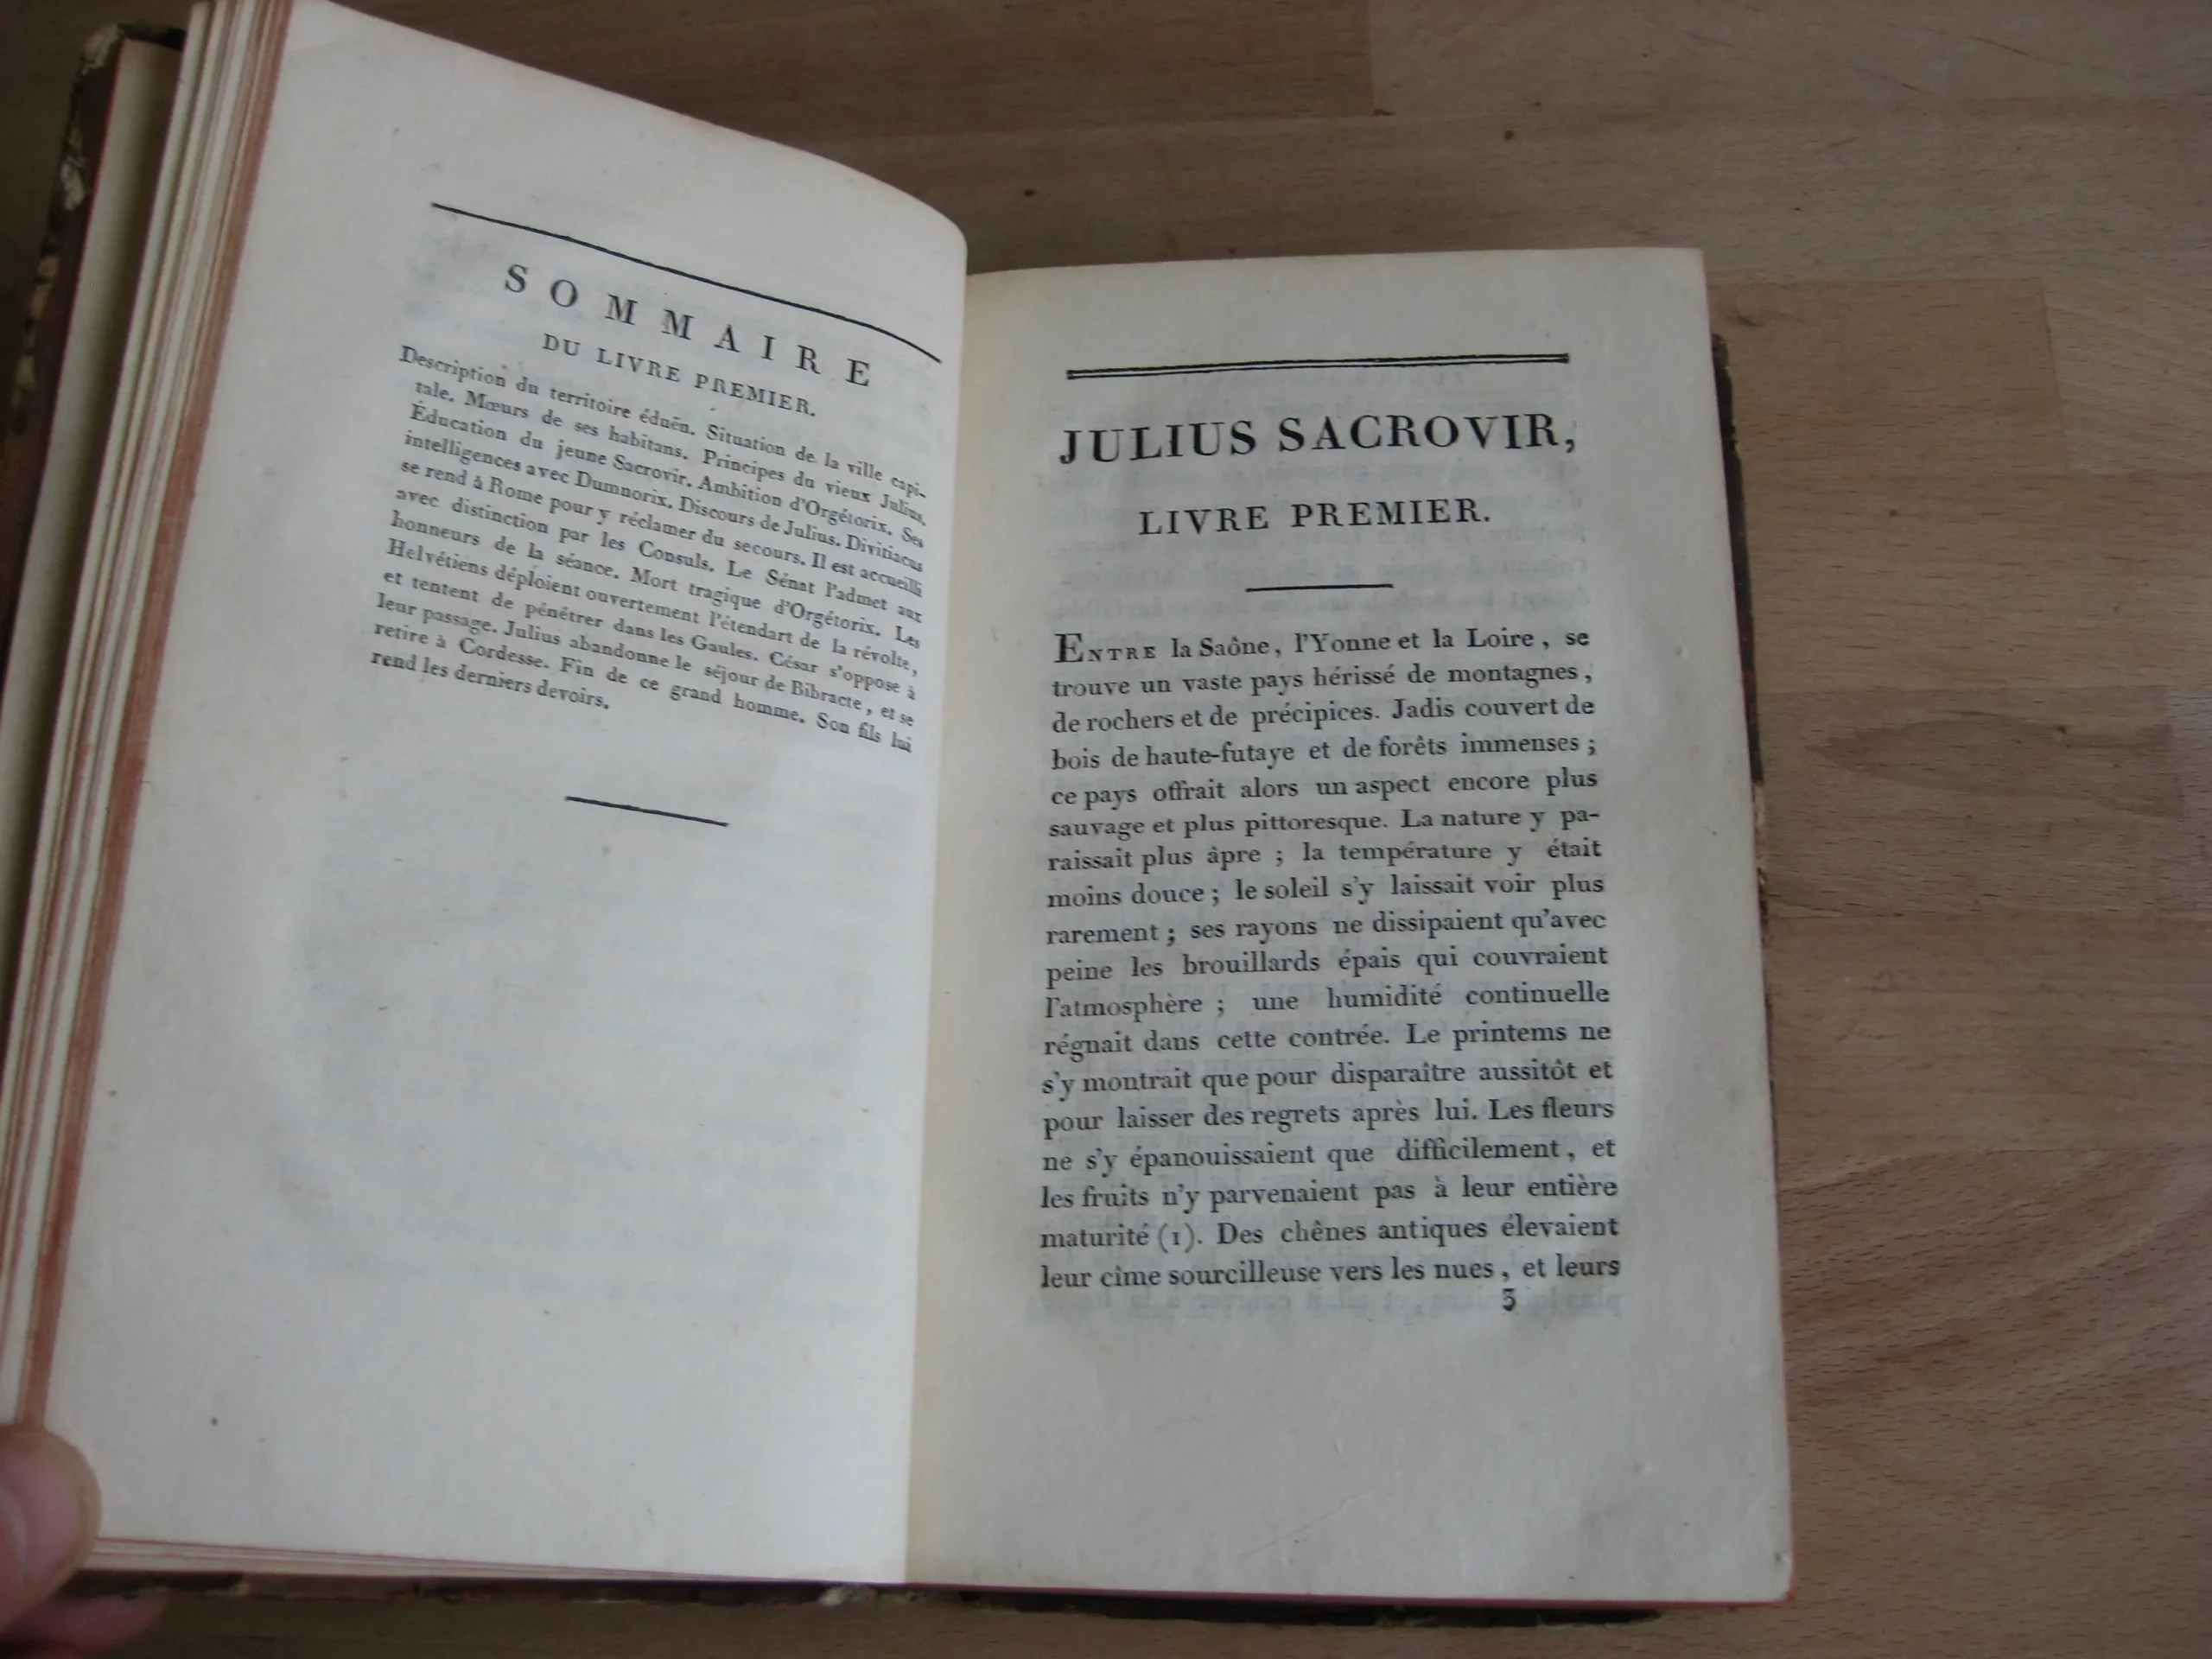 SOMMAIRE
DU LIVRE PREMIER.
Description du territoire éduën. Situation de la ville capi-
tale. Mœurs de ses habitans. Principes du vieux Julius.
Éducation du jeune Sacrovir. Ambition d'Orgétorix. Ses
intelligences avec Dumnorix. Discours de Julius. Divitiacus
se rend à Rome pour y réclamer du secours. Il est accueilli
avec distinction par les Consuls. Le Sénat l'admet aux
honneurs de la séance. Mort tragique d'Orgétorix. Les
Helvétiens déploient ouvertement l'étendart de la révolte,
et tentent de pénétrer dans les Gaules. César s'oppose à
leur passage. Julius abandonne le séjour de Bibracte, et se
retire à Cordesse. Fin de ce grand homme. Son fils lui
rend les derniers devoirs.
JULIUS SACROVIR,
LIVRE PREMIER.
ENTRE la Saône, l'Yonne et la Loire, se
trouve un vaste pays hérissé de montagnes,
de rochers et de précipices. Jadis couvert de
bois de haute-futaye et de forêts immenses ;
ce pays offrait alors un aspect encore plus
sauvage et plus pittoresque. La nature y pa-
raissait plus âpre ; la température y était
moins douce ; le soleil s'y laissait voir plus
rarement ; ses rayons ne dissipaient qu'avec
peine les brouillards épais qui couvraient
l'atmosphère ; une humidité continuelle
régnait dans cette contrée. Le printems ne
s'y montrait que pour disparaître aussitôt et
pour laisser des regrets après lui. Les fleurs
ne s'y épanouissaient que difficilement, et
les fruits n'y parvenaient pas à leur entière
maturité (1). Des chênes antiques élevaient
leur cîme sourcilleuse vers les nues, et leurs
3